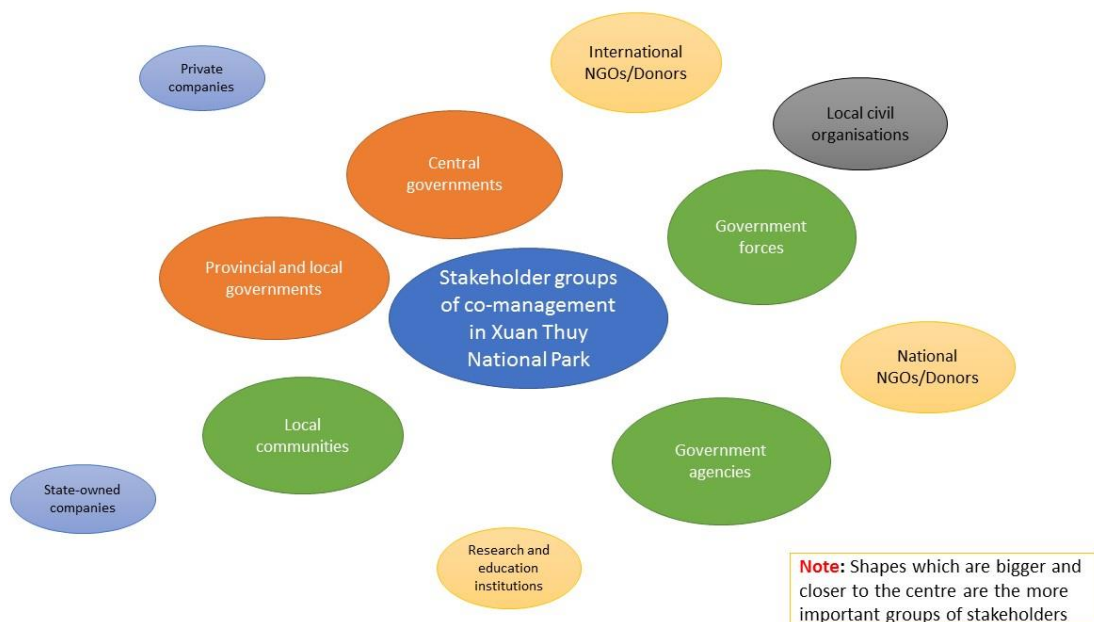 Private
companies
International
NGOs/Donors
Local civil
organisations
Central
governments
Government
forces
Provincial and local
governments
Stakeholder groups
of co-management
in Xuan Thuy
National Park
National
NGOs/Donors
Local
communities
Government
agencies
State-owned
companies
Research and
education
institutions
Note: Shapes which are bigger and
closer to the centre are the more
important groups of stakeholders